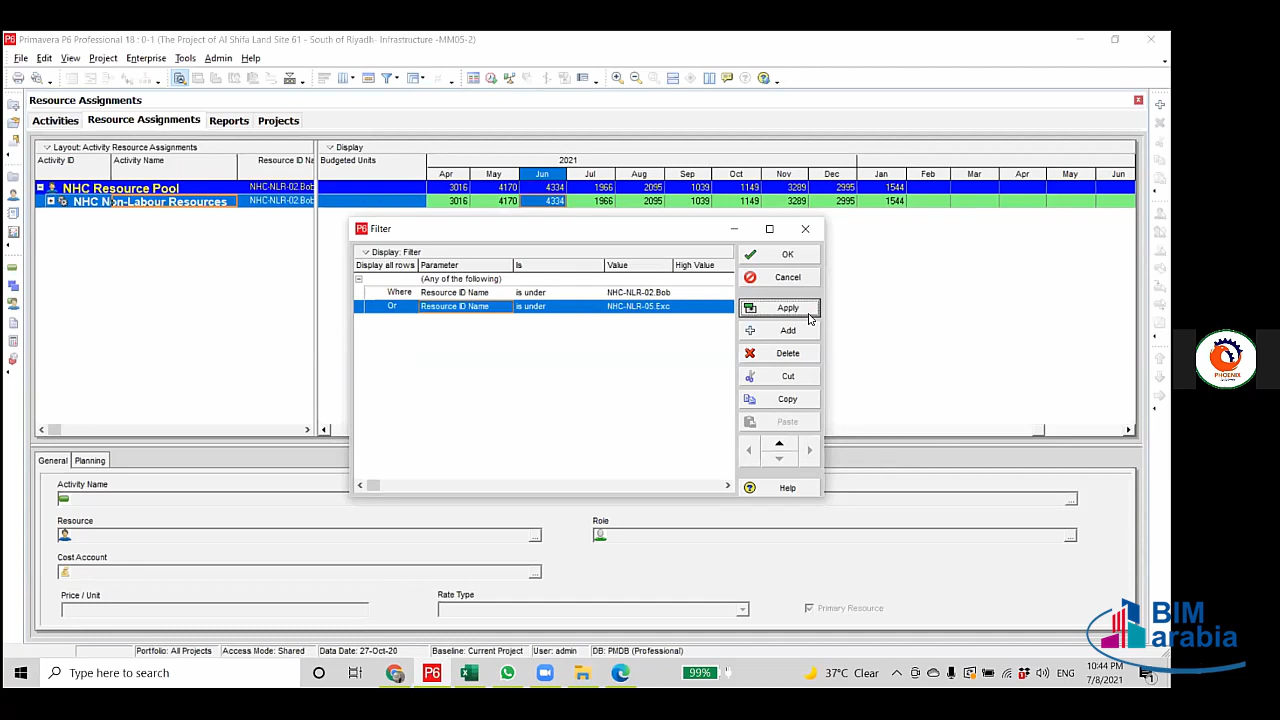 Primavera P6 Professional 18 : 0-1 (The Project of Al Shifa Land Site 61 - South of Riyadh- Infrastructure -MM05-2)
File Edit View Project Enterprise Tools Admin Help
Resource Assignments
Activities Resource Assignments Reports Projects
Layout: Activity Resource Assignments Display
Activity ID Activity Name Resource ID Na Budgeted Units 2021
Apr May Jun Jul Aug Sep Oct Nov Dec Jan Feb Mar Apr May Jun
NHC Resource Pool NHC-NLR-02.Bob 3016 4170 4334 1966 2095 1039 1149 3289 2995 1544
NHC Non-Labour Resources NHC-NLR-02.Bob 3016 4170 4334 1966 2095 1039 1149 3289 2995 1544
Filter
Display: Filter
Display all rows Parameter Is Value High Value
(Any of the following)
Where Resource ID Name is under NHC-NLR-02.Bob
Or Resource ID Name is under NHC-NLR-05.Exc
OK
Cancel
Apply
Add
Delete
Cut
Copy
Paste
Help
General Planning
Activity Name
Resource Role
Cost Account
Price / Unit Rate Type Primary Resource
Portfolio: All Projects Access Mode: Shared Data Date: 27-Oct-20 Baseline: Current Project User: admin DB: PMDB (Professional)
Type here to search
99%
37°C Clear
ENG
10:44 PM
7/8/2021
1
PHOENIX
BIM
arabia